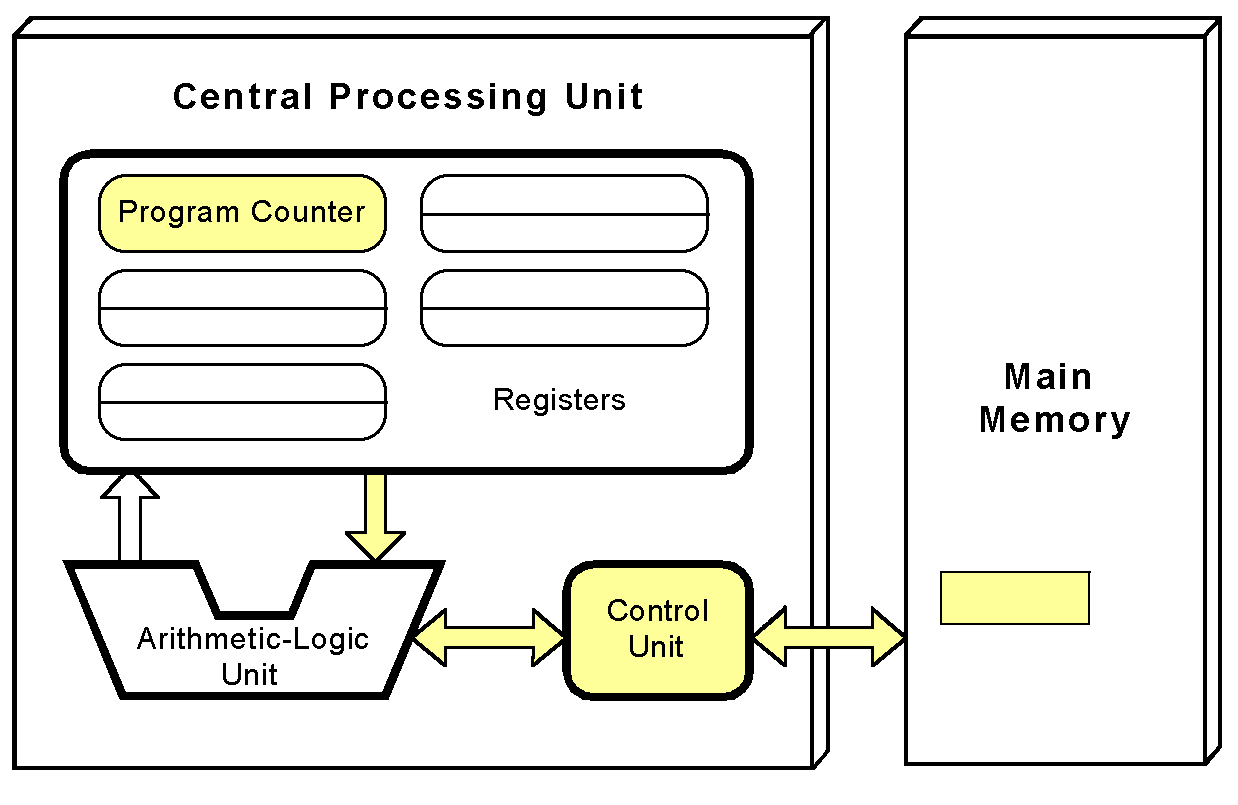 Central Processing Unit
Program Counter
Registers
Main
Memory
Arithmetic-Logic
Unit
Control
Unit